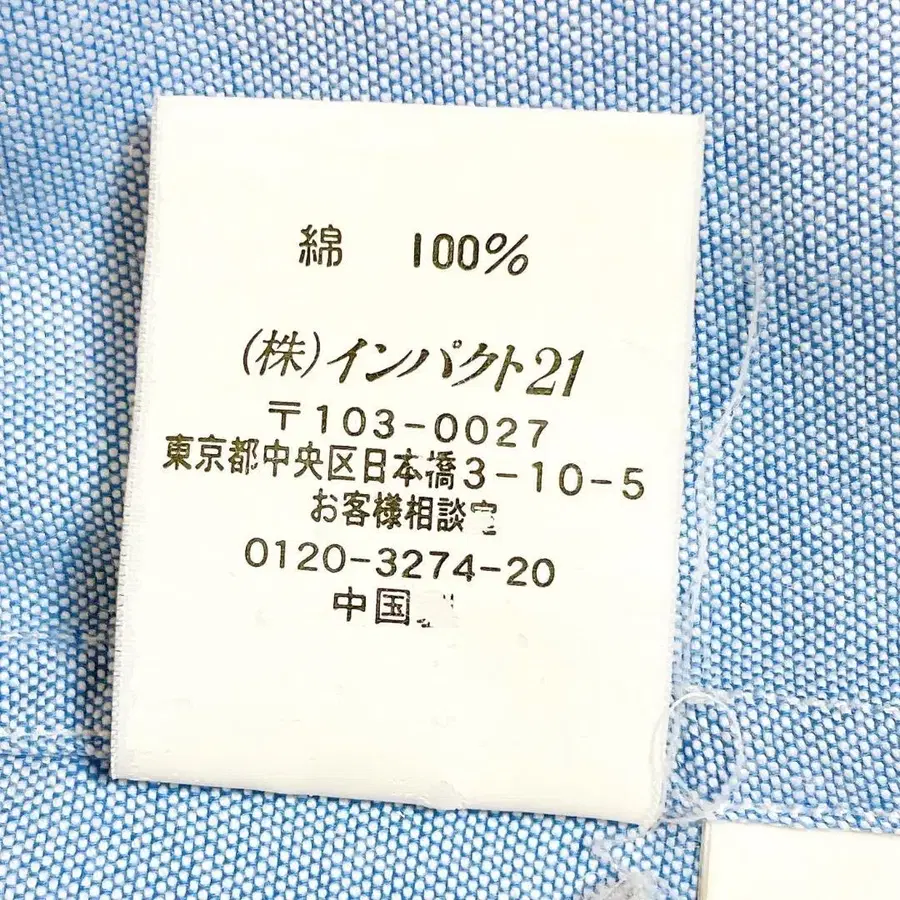 綿 100%
(株)インパクト21
〒103-0027
東京都中央区日本橋3-10-5
お客様相談室
0120-3274-20
中国